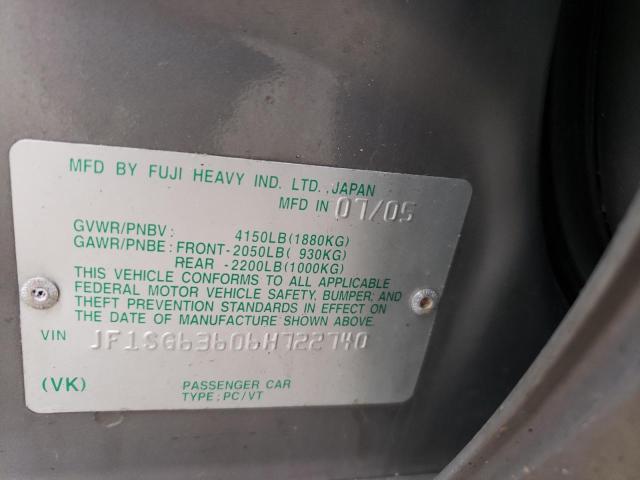 MFD BY FUJI HEAVY IND. LTD. JAPAN
MFD IN 07/05
GVWR/PNBV : 4150LB(1880KG)
GAWR/PNBE : FRONT-2050LB( 930KG)
REAR -2200LB(1000KG)
THIS VEHICLE CONFORMS TO ALL APPLICABLE
FEDERAL MOTOR VEHICLE SAFETY, BUMPER, AND
THEFT PREVENTION STANDARDS IN EFFECT ON
THE DATE OF MANUFACTURE SHOWN ABOVE.
VIN JF1SG63606H722740
(VK) PASSENGER CAR
TYPE : PC/VT